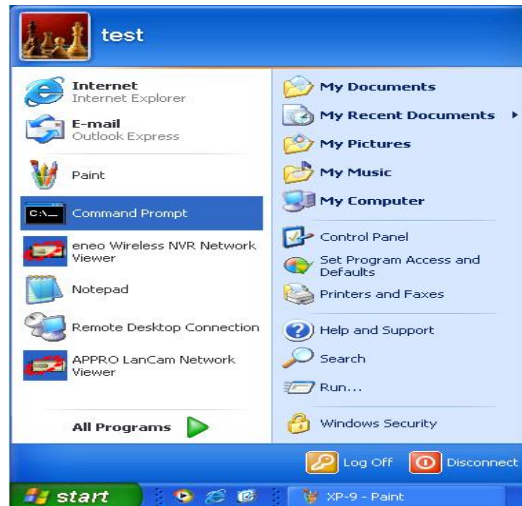 test
Internet
Internet Explorer
E-mail
Outlook Express
Paint
C:\_
Command Prompt
eneo Wireless NVR Network
Viewer
Notepad
Remote Desktop Connection
APPRO LanCam Network
Viewer
All Programs
My Documents
My Recent Documents
My Pictures
My Music
My Computer
Control Panel
Set Program Access and
Defaults
Printers and Faxes
Help and Support
Search
Run...
Windows Security
Log Off
Disconnect
start
XP-9 - Paint